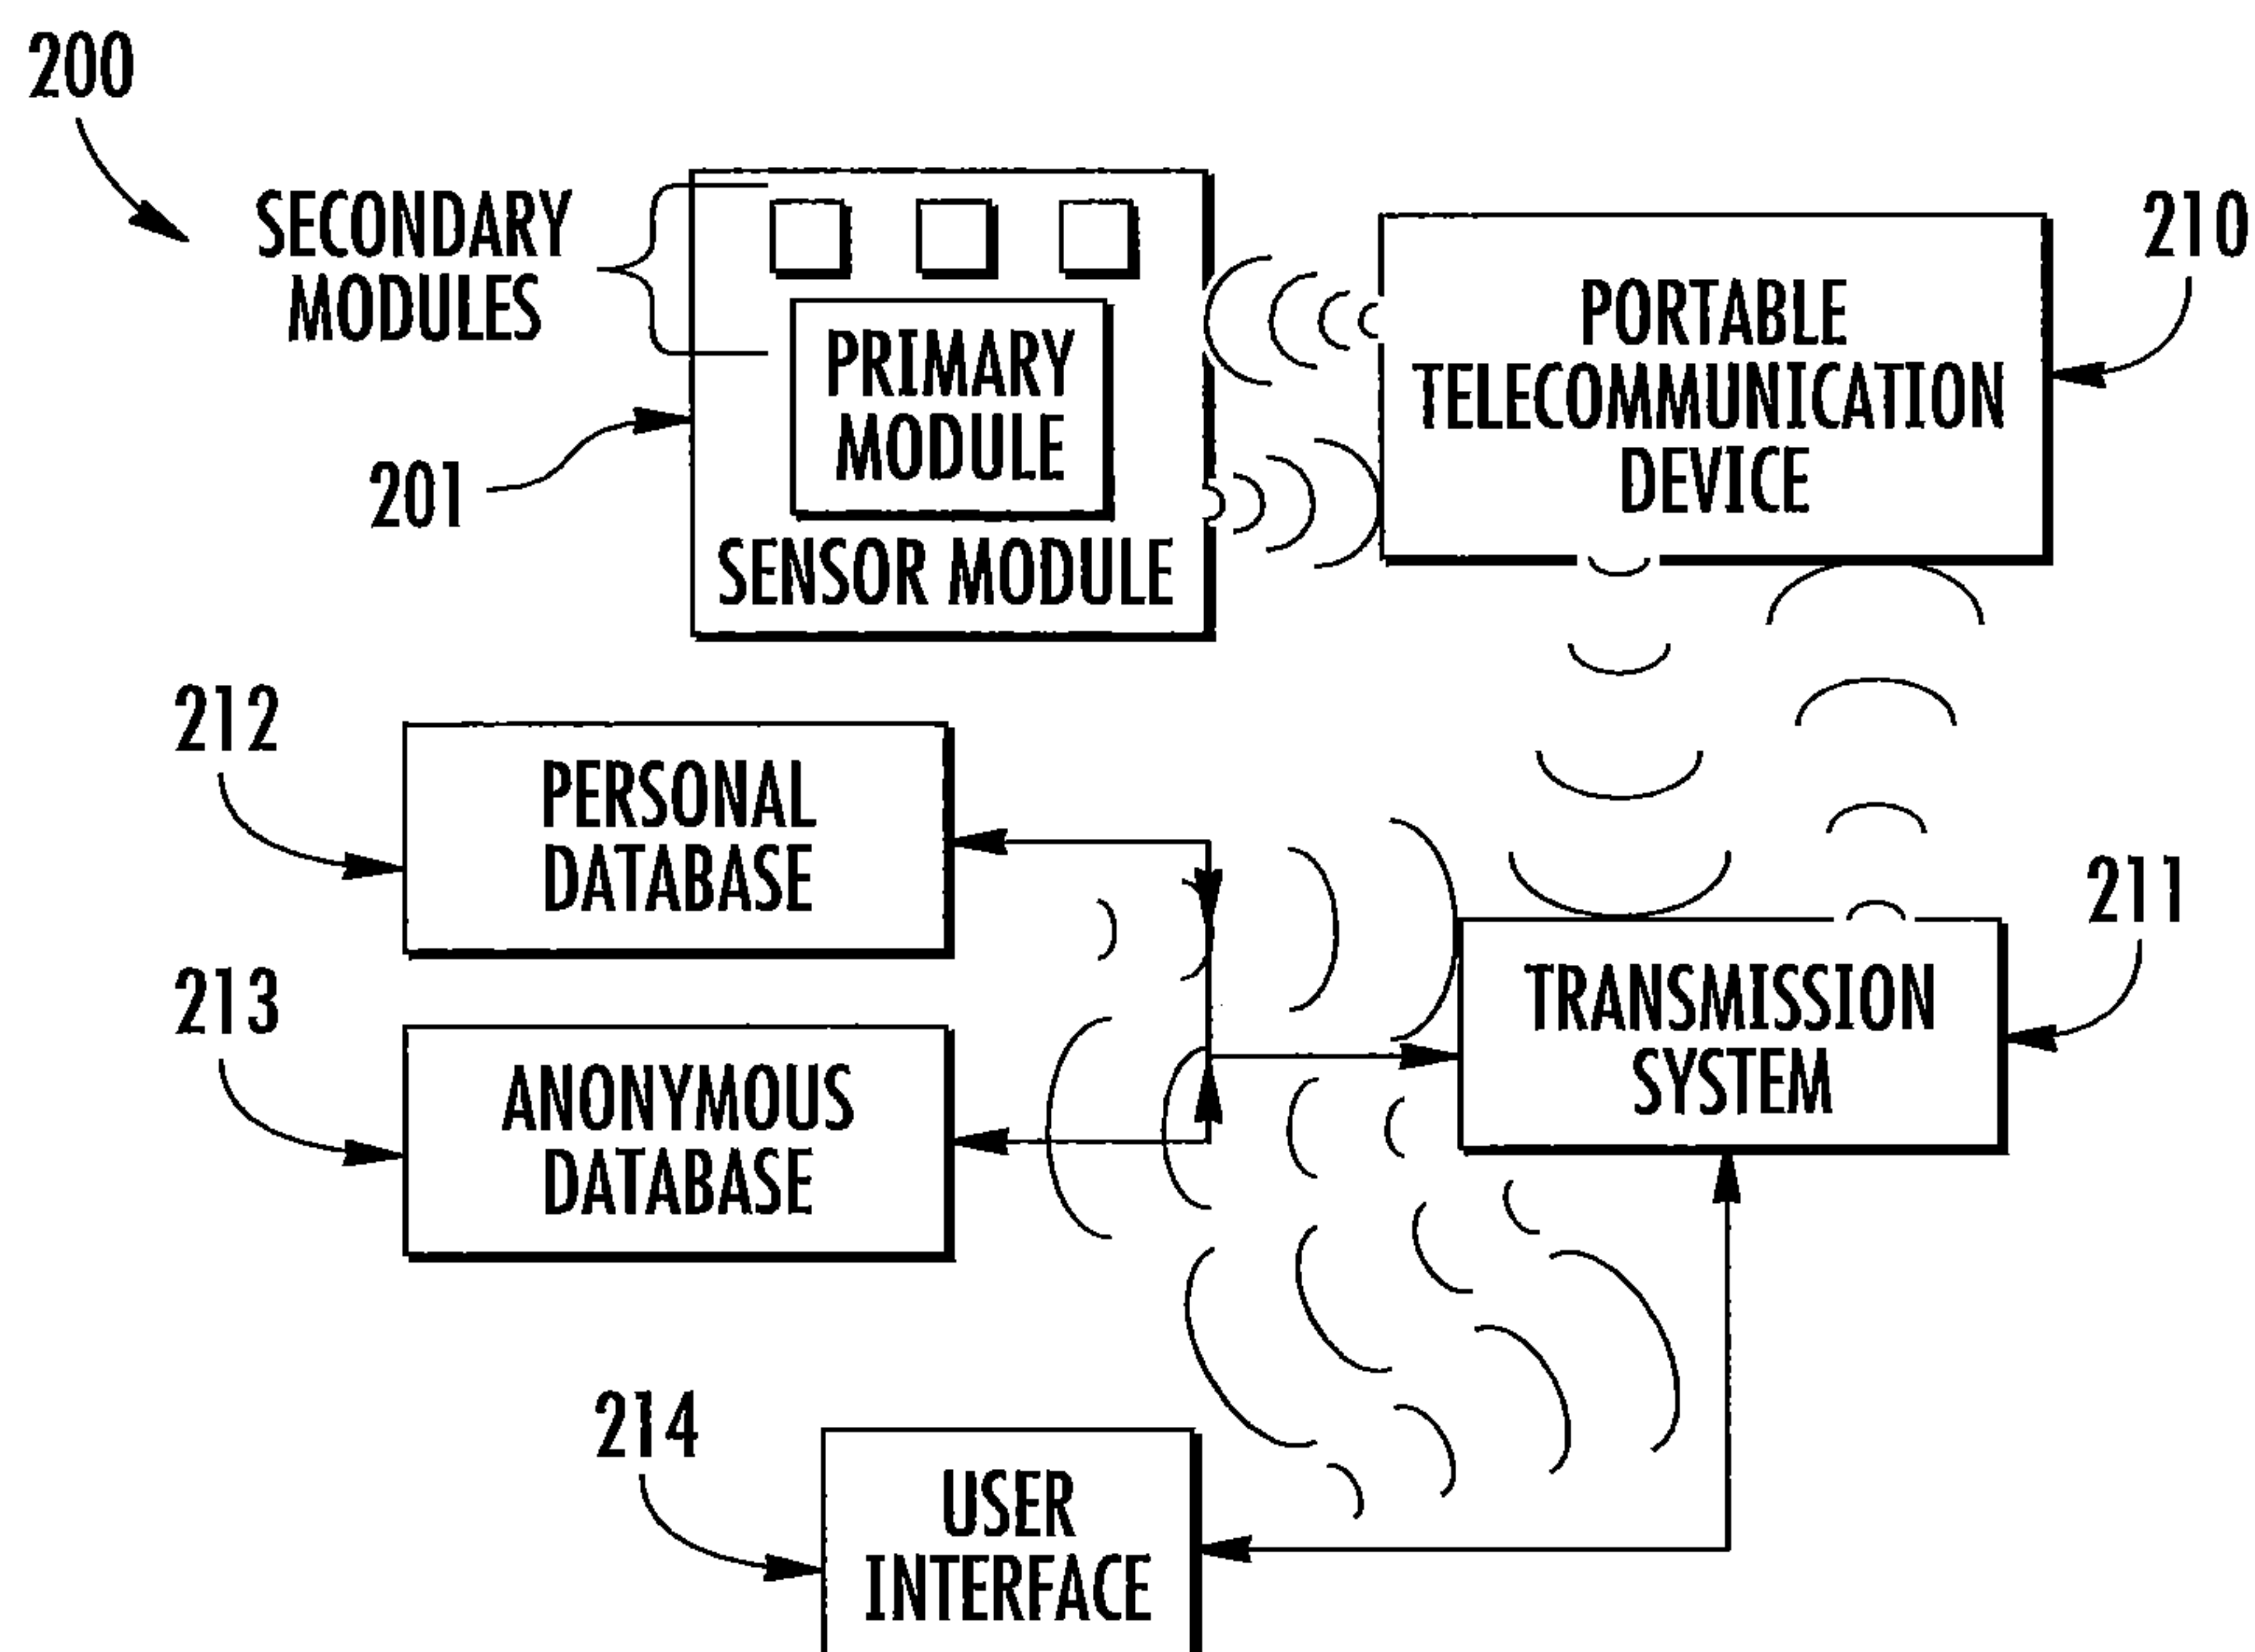 200
SECONDARY
MODULES
PRIMARY
MODULE
201
SENSOR MODULE
210
PORTABLE
TELECOMMUNICATION
DEVICE
212
PERSONAL
DATABASE
211
TRANSMISSION
SYSTEM
213
ANONYMOUS
DATABASE
214
USER
INTERFACE